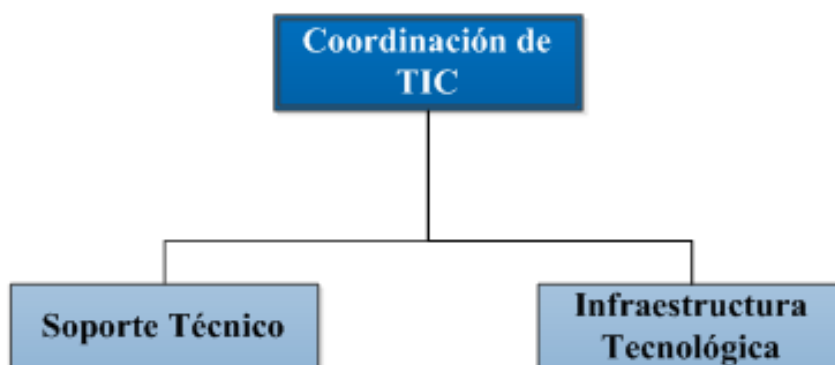 Coordinación de
TIC
Soporte Técnico
Infraestructura
Tecnológica